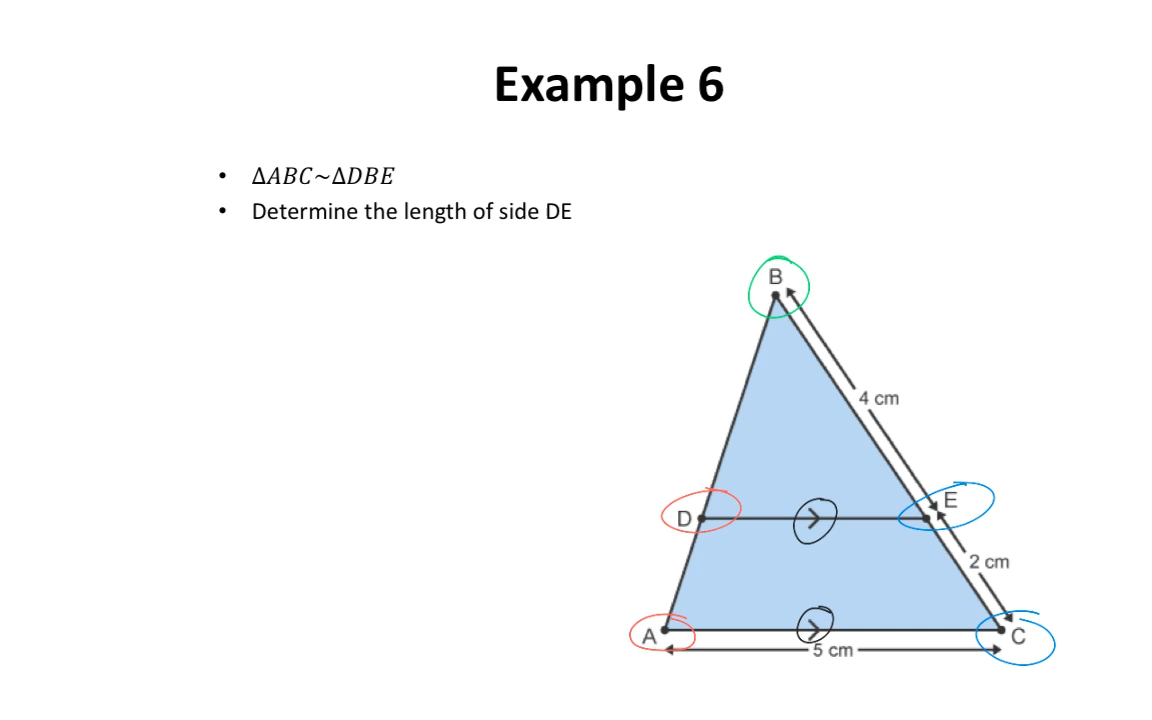 Example 6
• ΔABC~ΔDBE
• Determine the length of side DE
B
4 cm
E
D
2 cm
A
C
5 cm